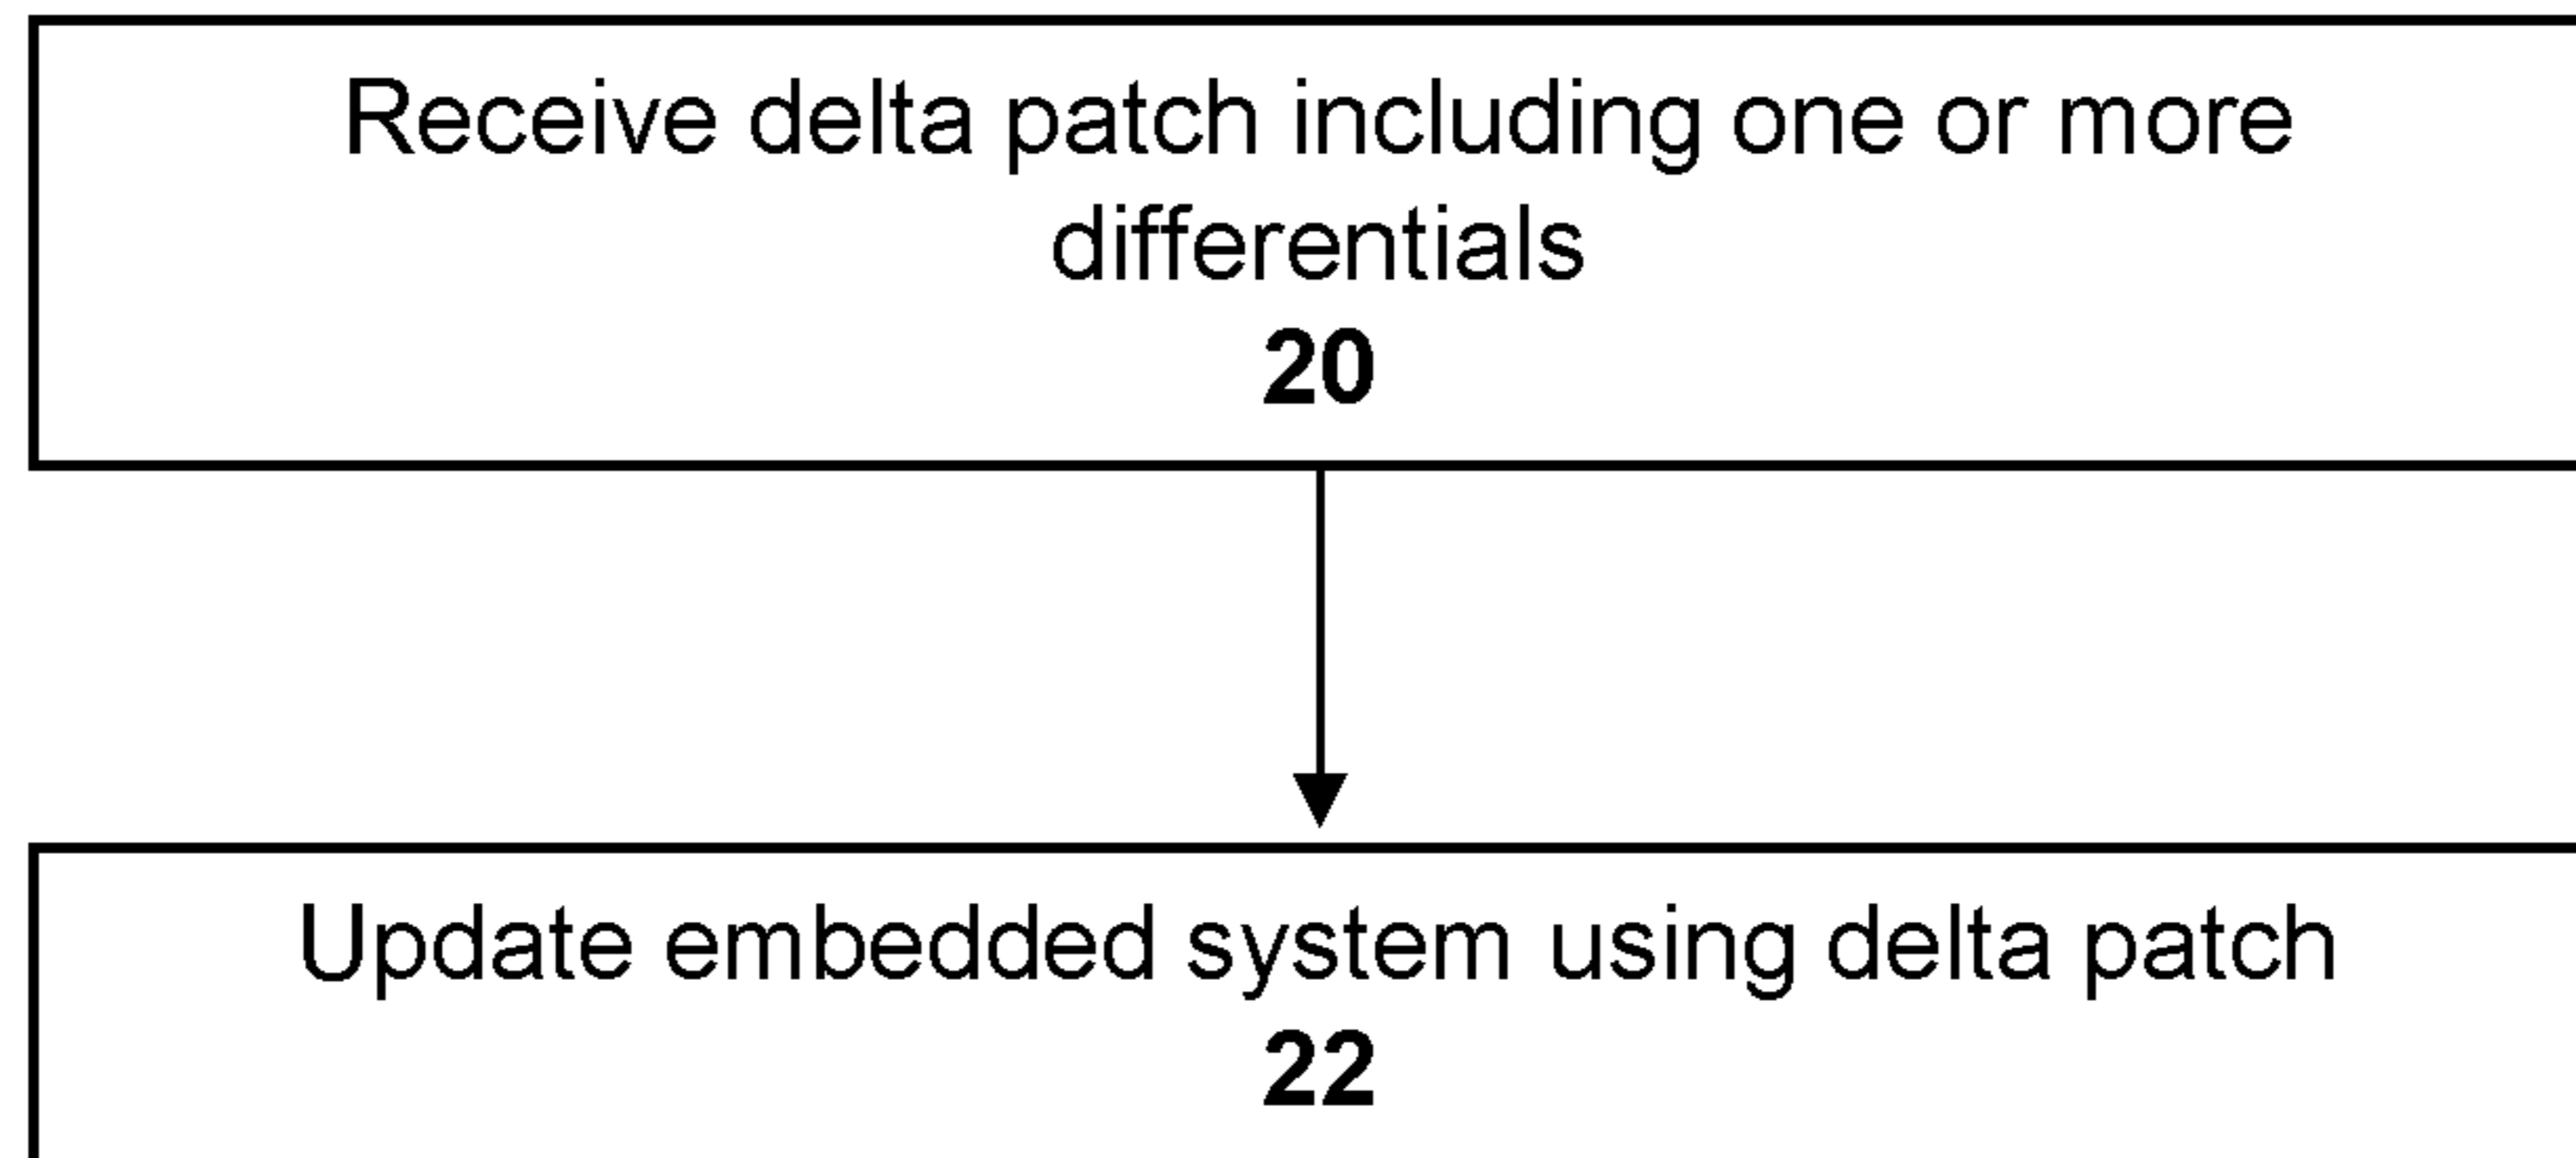 Receive delta patch including one or more
differentials
20
Update embedded system using delta patch
22